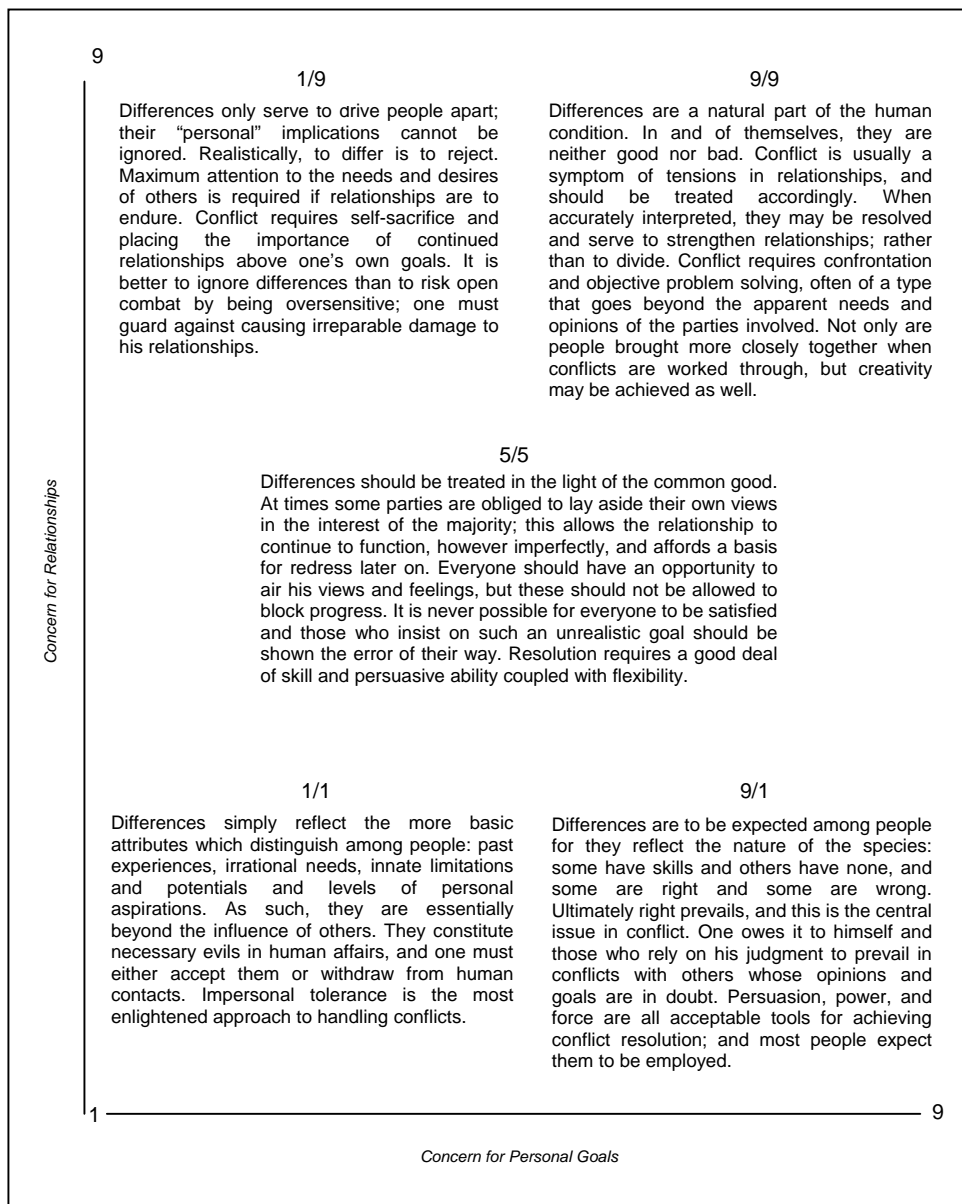 9
1/9
Differences only serve to drive people apart;
their “personal” implications cannot be
ignored. Realistically, to differ is to reject.
Maximum attention to the needs and desires
of others is required if relationships are to
endure. Conflict requires self-sacrifice and
placing the importance of continued
relationships above one’s own goals. It is
better to ignore differences than to risk open
combat by being oversensitive; one must
guard against causing irreparable damage to
his relationships.
9/9
Differences are a natural part of the human
condition. In and of themselves, they are
neither good nor bad. Conflict is usually a
symptom of tensions in relationships, and
should be treated accordingly. When
accurately interpreted, they may be resolved
and serve to strengthen relationships; rather
than to divide. Conflict requires confrontation
and objective problem solving, often of a type
that goes beyond the apparent needs and
opinions of the parties involved. Not only are
people brought more closely together when
conflicts are worked through, but creativity
may be achieved as well.
5/5
Differences should be treated in the light of the common good.
At times some parties are obliged to lay aside their own views
in the interest of the majority; this allows the relationship to
continue to function, however imperfectly, and affords a basis
for redress later on. Everyone should have an opportunity to
air his views and feelings, but these should not be allowed to
block progress. It is never possible for everyone to be satisfied
and those who insist on such an unrealistic goal should be
shown the error of their way. Resolution requires a good deal
of skill and persuasive ability coupled with flexibility.
Concern for Relationships
1/1
Differences simply reflect the more basic
attributes which distinguish among people: past
experiences, irrational needs, innate limitations
and potentials and levels of personal
aspirations. As such, they are essentially
beyond the influence of others. They constitute
necessary evils in human affairs, and one must
either accept them or withdraw from human
contacts. Impersonal tolerance is the most
enlightened approach to handling conflicts.
9/1
Differences are to be expected among people
for they reflect the nature of the species:
some have skills and others have none, and
some are right and some are wrong.
Ultimately right prevails, and this is the central
issue in conflict. One owes it to himself and
those who rely on his judgment to prevail in
conflicts with others whose opinions and
goals are in doubt. Persuasion, power, and
force are all acceptable tools for achieving
conflict resolution; and most people expect
them to be employed.
1
9
Concern for Personal Goals